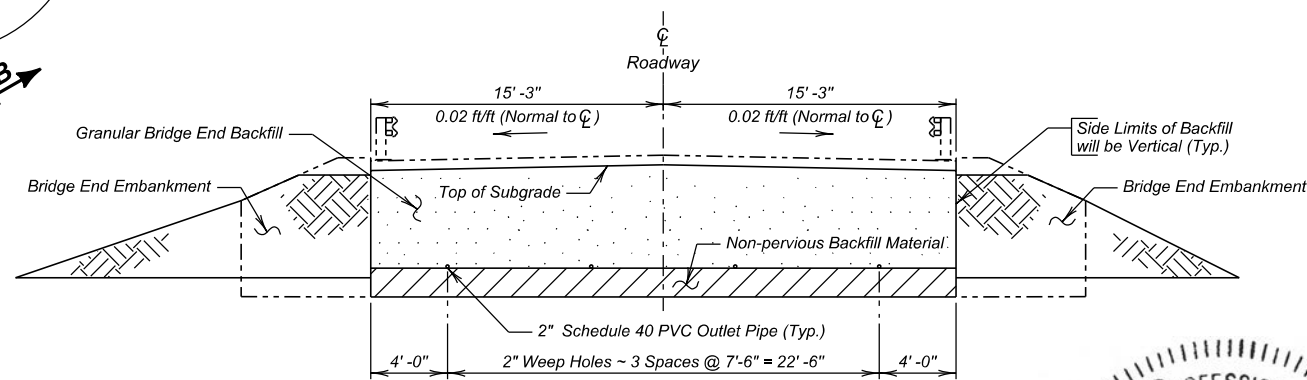 B
℄
Roadway
15' -3" 15' -3"
0.02 ft/ft (Normal to ℄ ) 0.02 ft/ft (Normal to ℄ )
Granular Bridge End Backfill
Side Limits of Backfill
will be Vertical (Typ.)
Bridge End Embankment
Top of Subgrade
Bridge End Embankment
Non-pervious Backfill Material
2" Schedule 40 PVC Outlet Pipe (Typ.)
4' -0" 2" Weep Holes ~ 3 Spaces @ 7'-6" = 22' -6" 4' -0"